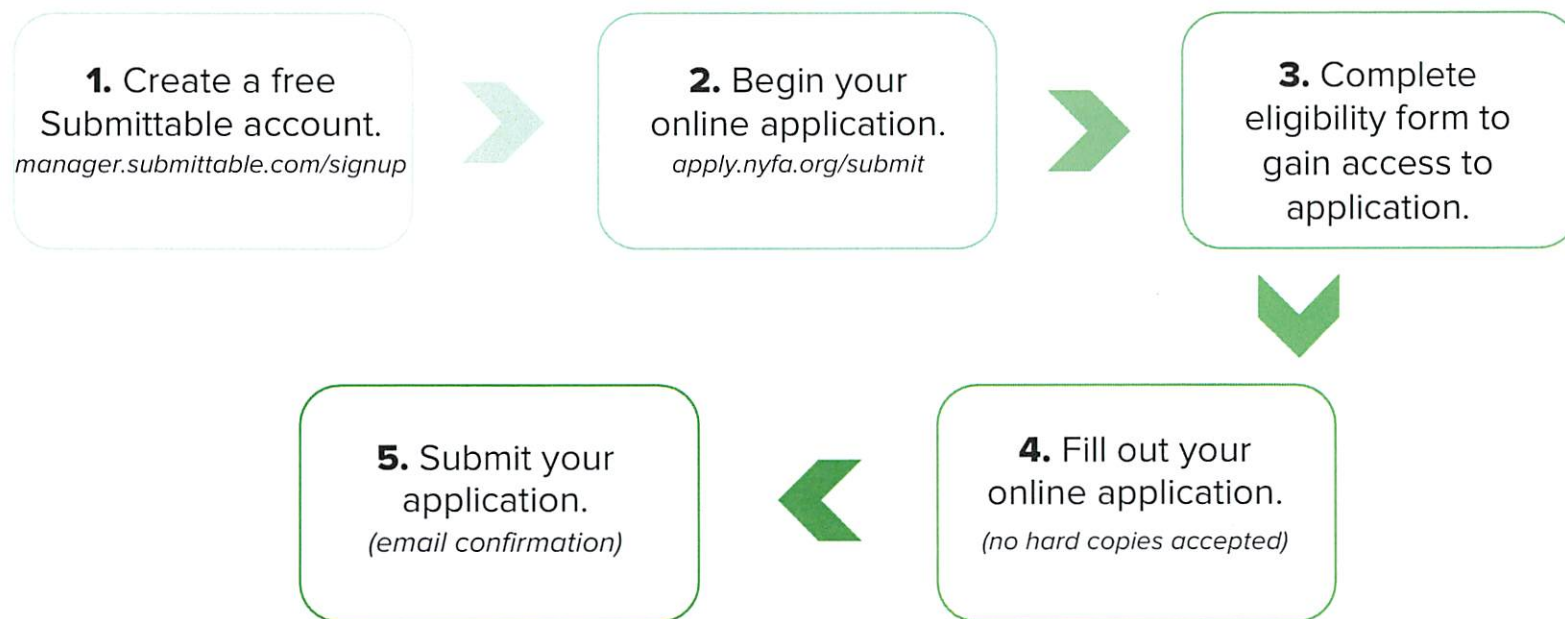 1. Create a free
Submittable account.
manager.submittable.com/signup
2. Begin your
online application.
apply.nyfa.org/submit
3. Complete
eligibility form to
gain access to
application.
4. Fill out your
online application.
(no hard copies accepted)
5. Submit your
application.
(email confirmation)